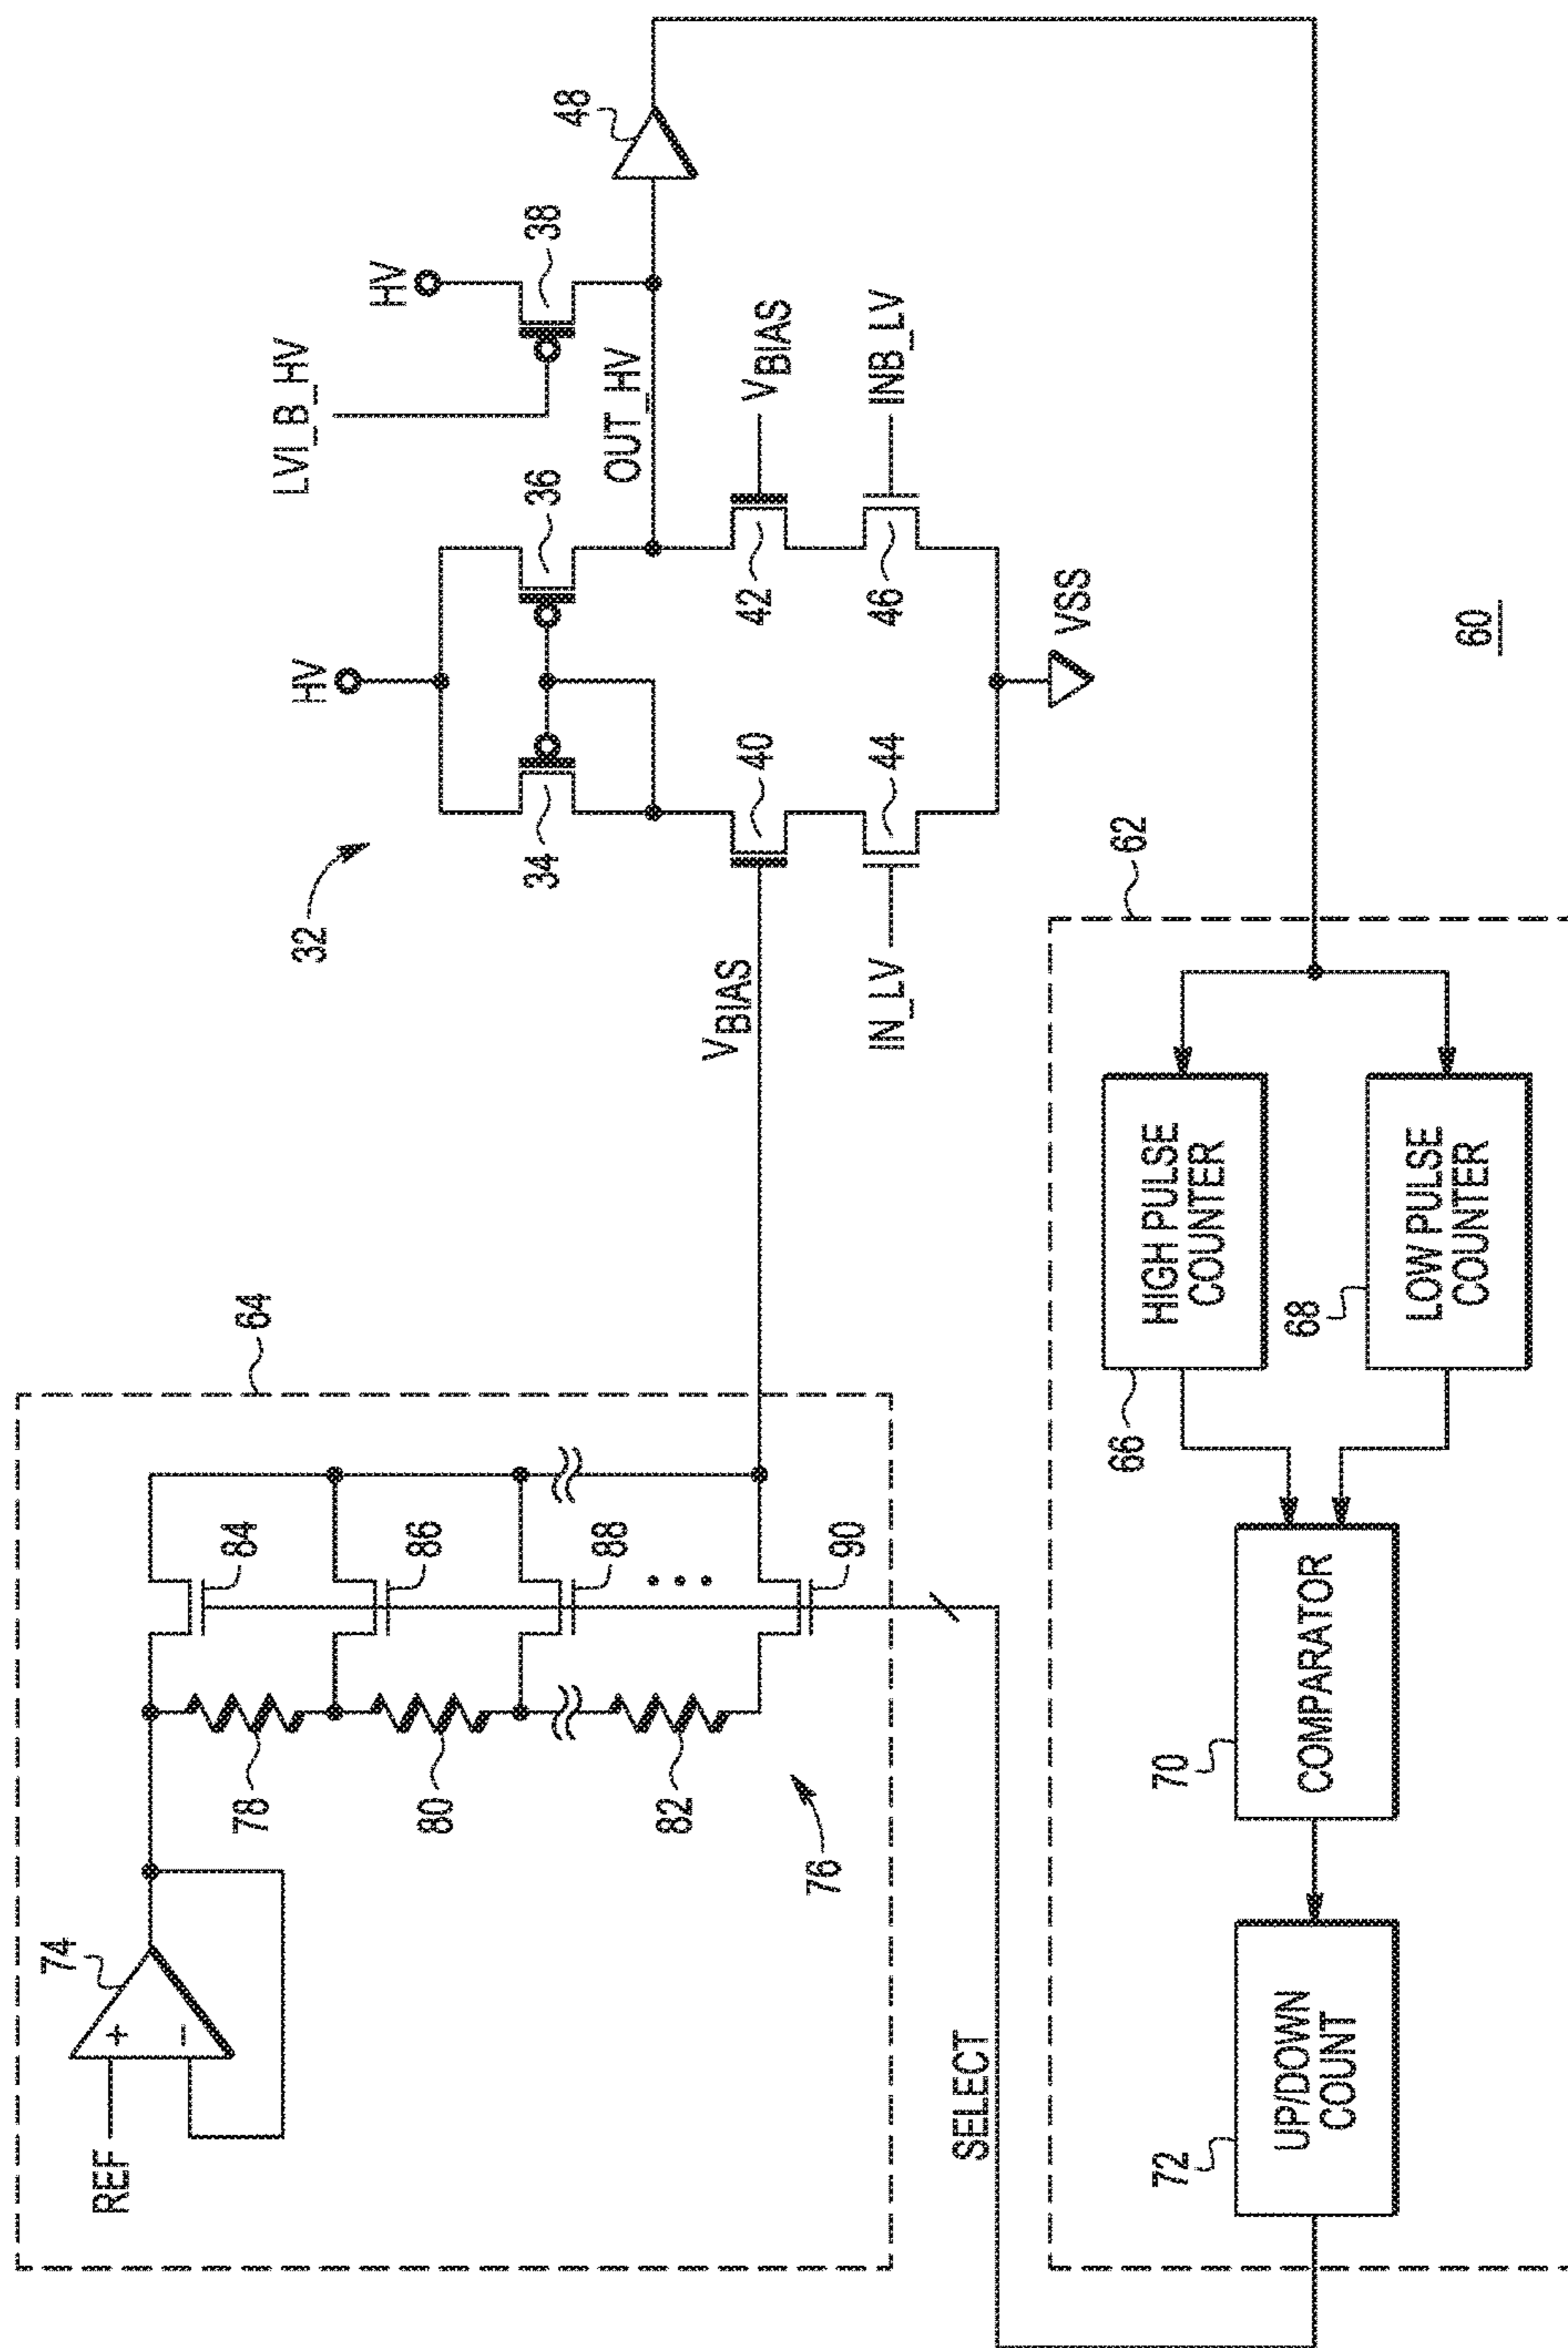 64
REF
+
-
74
78
80
82
76
84
86
88
90
SELECT
VBIAS
32
HV
34
36
LVI_B_HV
HV
38
OUT_HV
48
40
42
VBIAS
IN_LV
44
46
INB_LV
VSS
62
72
UP/DOWN
COUNT
70
COMPARATOR
66
HIGH PULSE
COUNTER
68
LOW PULSE
COUNTER
60